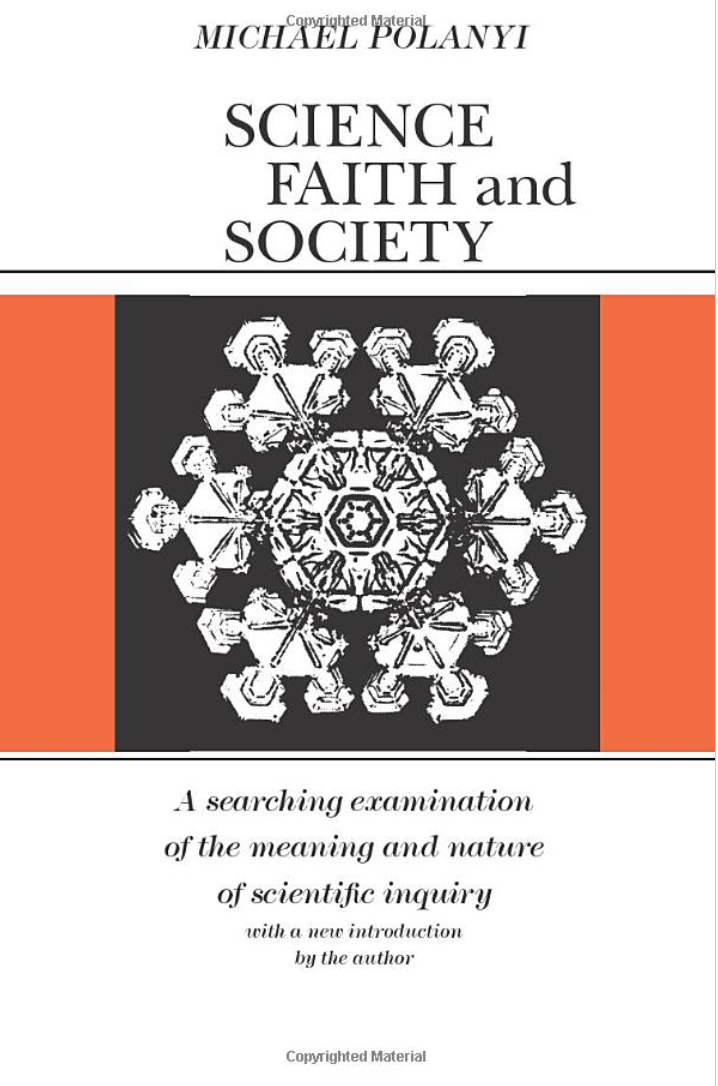 Copyrighted Material
MICHAEL POLANYI
SCIENCE
FAITH and
SOCIETY
A searching examination
of the meaning and nature
of scientific inquiry
with a new introduction
by the author
Copyrighted Material